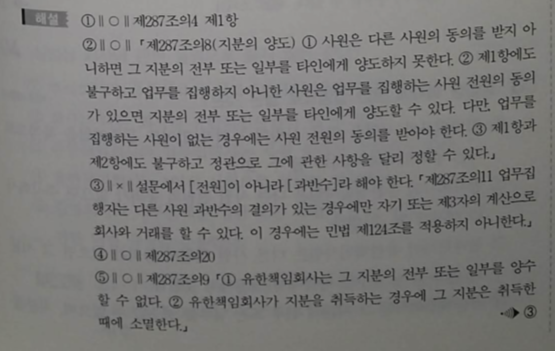 해설 ①∥○∥제287조의4 제1항
②∥○∥「제287조의8(지분의 양도) ① 사원은 다른 사원의 동의를 받지 아
니하면 그 지분의 전부 또는 일부를 타인에게 양도하지 못한다. ② 제1항에도
불구하고 업무를 집행하지 아니한 사원은 업무를 집행하는 사원 전원의 동의
가 있으면 지분의 전부 또는 일부를 타인에게 양도할 수 있다. 다만, 업무를
집행하는 사원이 없는 경우에는 사원 전원의 동의를 받아야 한다. ③ 제1항과
제2항에도 불구하고 정관으로 그에 관한 사항을 달리 정할 수 있다.」
③∥×∥설문에서 [전원]이 아니라 [과반수]라 해야 한다. 「제287조의11 업무집
행자는 다른 사원 과반수의 결의가 있는 경우에만 자기 또는 제3자의 계산으로
회사와 거래를 할 수 있다. 이 경우에는 민법 제124조를 적용하지 아니한다.」
④∥○∥제287조의20
⑤∥○∥제287조의9 「① 유한책임회사는 그 지분의 전부 또는 일부를 양수
할 수 없다. ② 유한책임회사가 지분을 취득하는 경우에 그 지분은 취득한
때에 소멸한다.」 ③